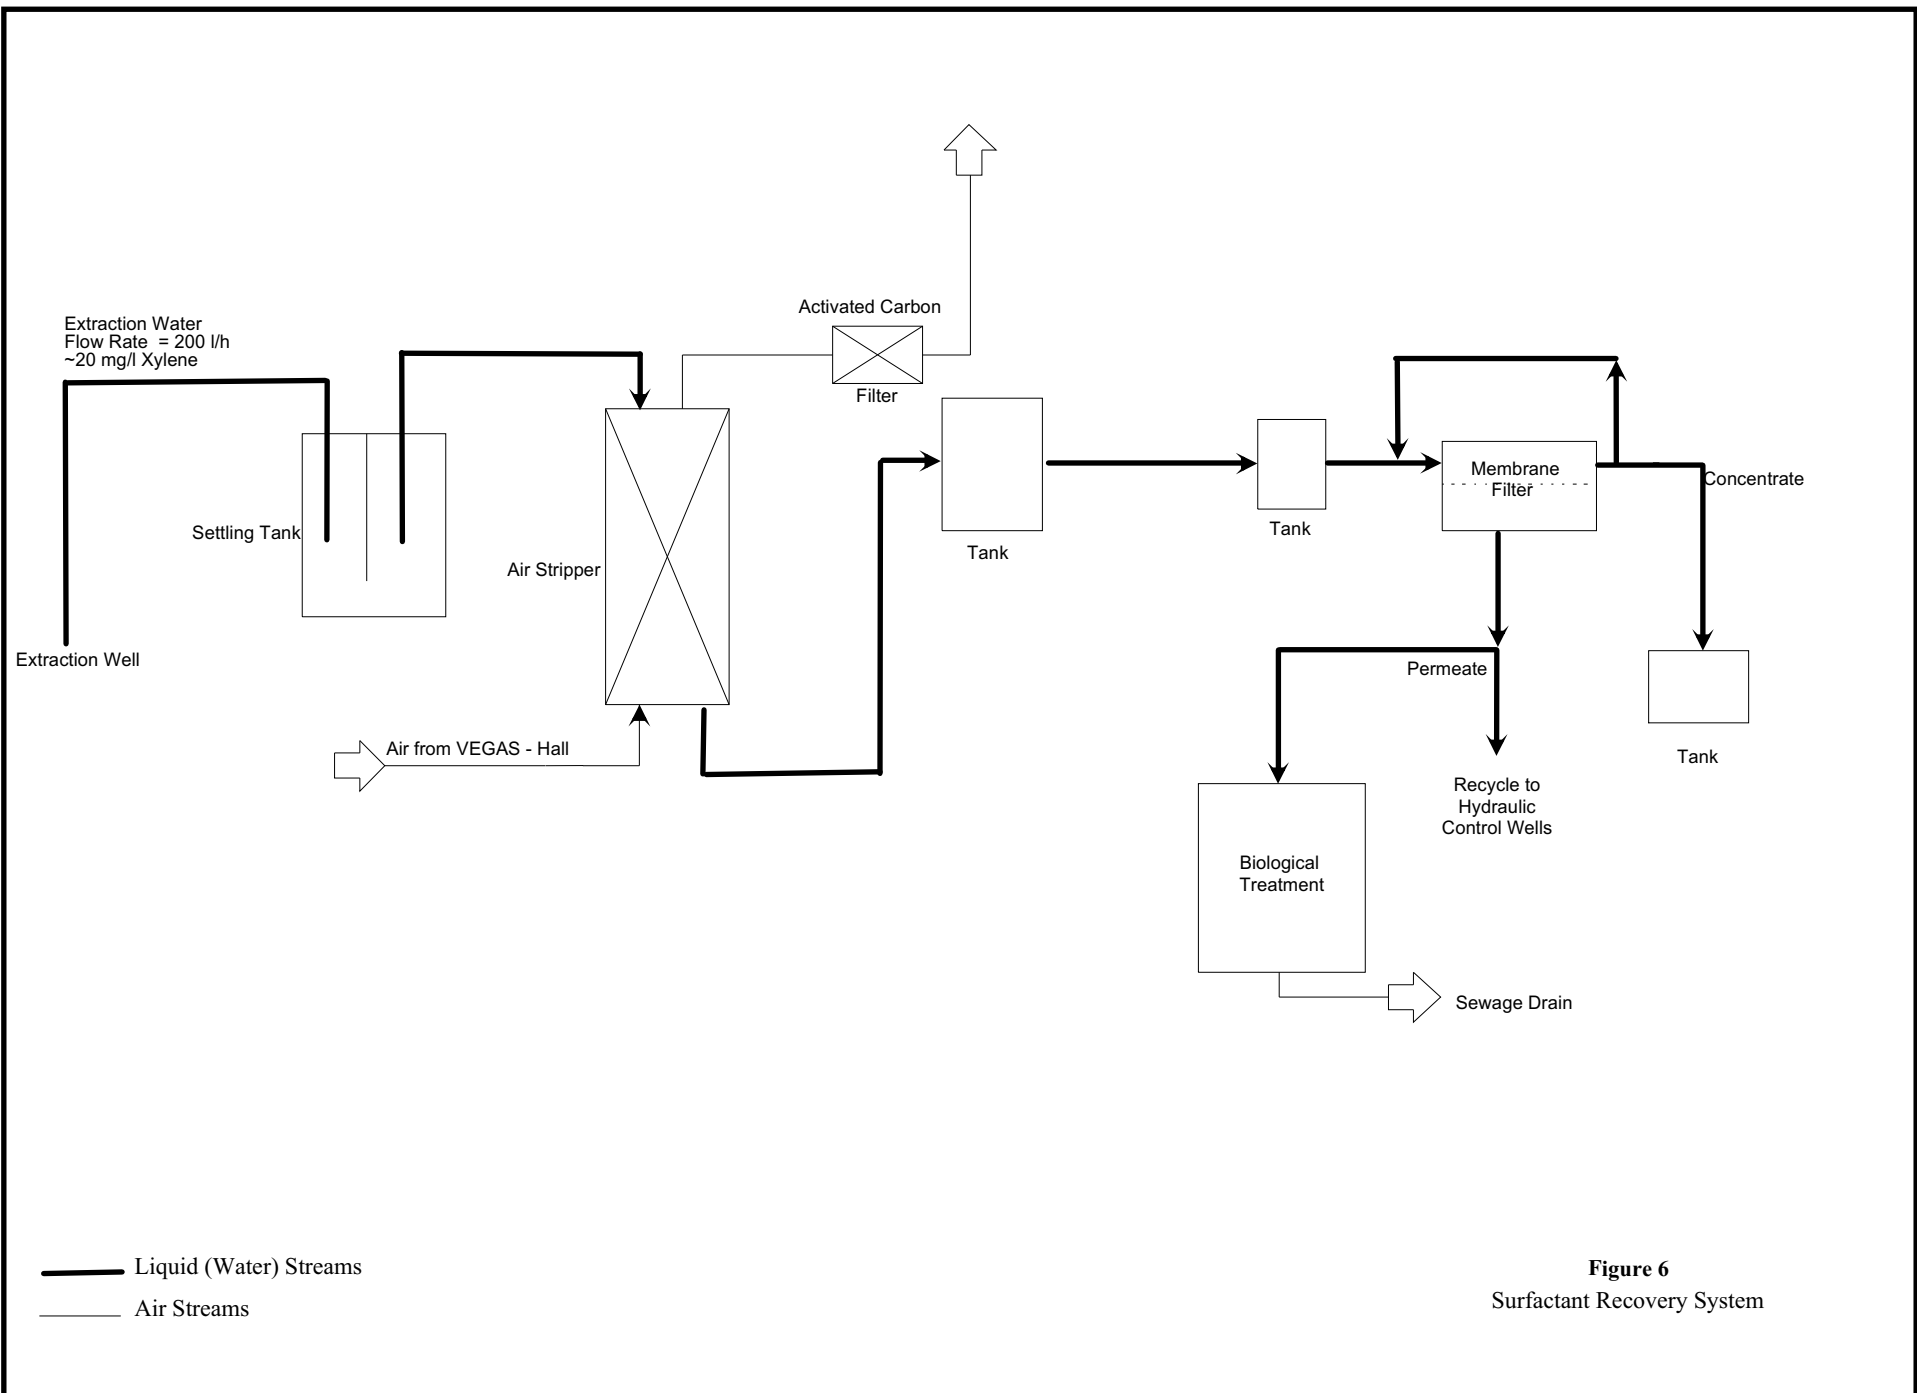 Extraction Water
Flow Rate  = 200 l/h
~20 mg/l Xylene
Activated Carbon
Filter
Settling Tank
Air Stripper
Extraction Well
Air from VEGAS - Hall
Tank
Tank
Membrane
Filter
Concentrate
Permeate
Tank
Recycle to
Hydraulic
Control Wells
Biological
Treatment
Sewage Drain
Liquid (Water) Streams
Air Streams
Figure 6
Surfactant Recovery System